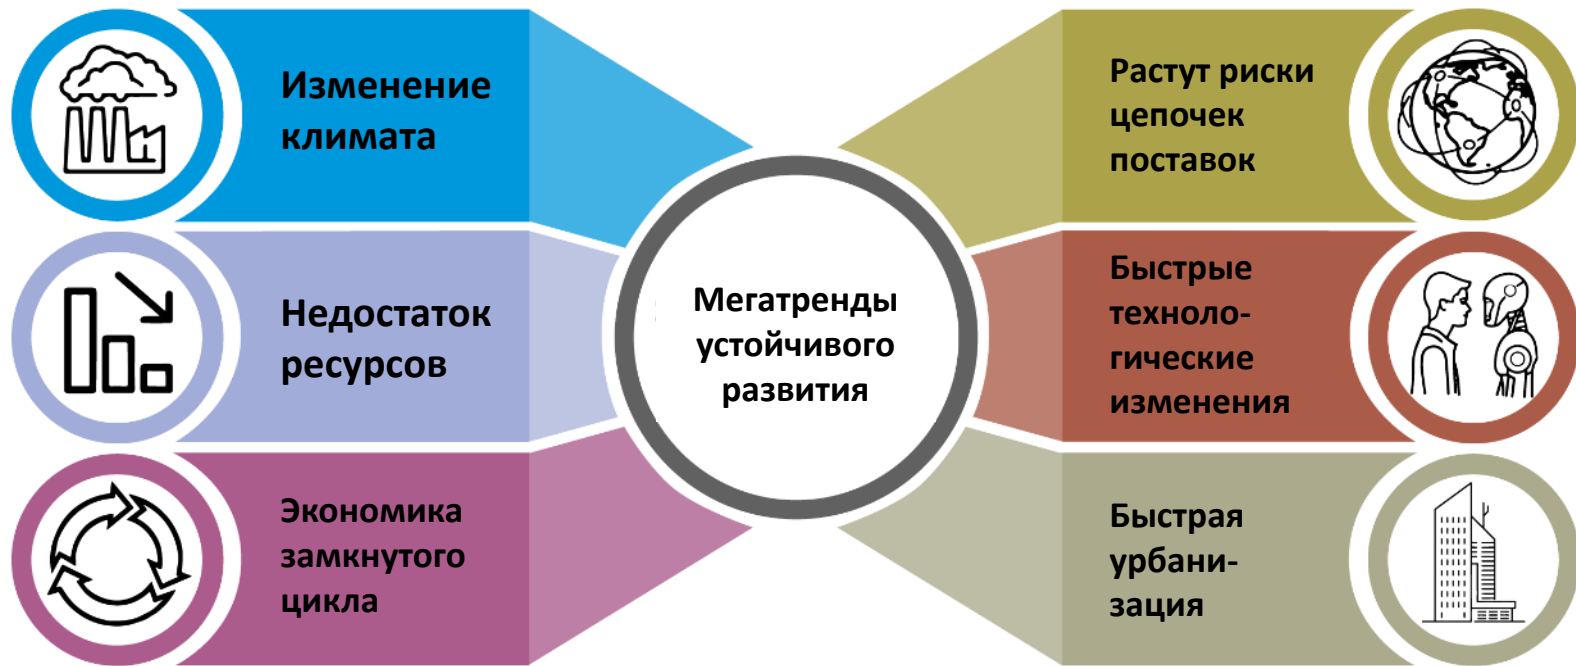 Изменение
климата
Недостаток
ресурсов
Экономика
замкнутого
цикла
Мегатренды
устойчивого
развития
Растут риски
цепочек
поставок
Быстрые
техноло-
гические
изменения
Быстрая
урбани-
зация